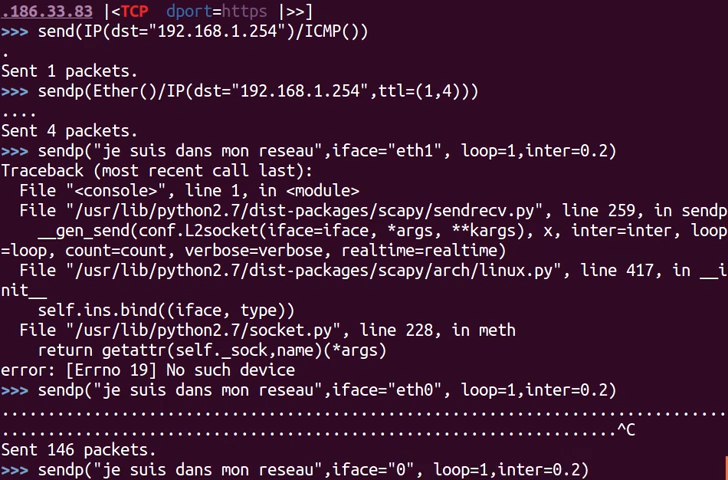 .186.33.83 |<TCP  dport=https |>>]
>>> send(IP(dst="192.168.1.254")/ICMP())
.
Sent 1 packets.
>>> sendp(Ether()/IP(dst="192.168.1.254",ttl=(1,4)))
....
Sent 4 packets.
>>> sendp("je suis dans mon reseau",iface="eth1", loop=1,inter=0.2)
Traceback (most recent call last):
  File "<console>", line 1, in <module>
  File "/usr/lib/python2.7/dist-packages/scapy/sendrecv.py", line 259, in sendp
    __gen_send(conf.L2socket(iface=iface, *args, **kargs), x, inter=inter, loop
=loop, count=count, verbose=verbose, realtime=realtime)
  File "/usr/lib/python2.7/dist-packages/scapy/arch/linux.py", line 417, in __i
nit__
    self.ins.bind((iface, type))
  File "/usr/lib/python2.7/socket.py", line 228, in meth
    return getattr(self._sock,name)(*args)
error: [Errno 19] No such device
>>> sendp("je suis dans mon reseau",iface="eth0", loop=1,inter=0.2)
...............................................................................
...................................................................^C
Sent 146 packets.
>>> sendp("je suis dans mon reseau",iface="0", loop=1,inter=0.2)